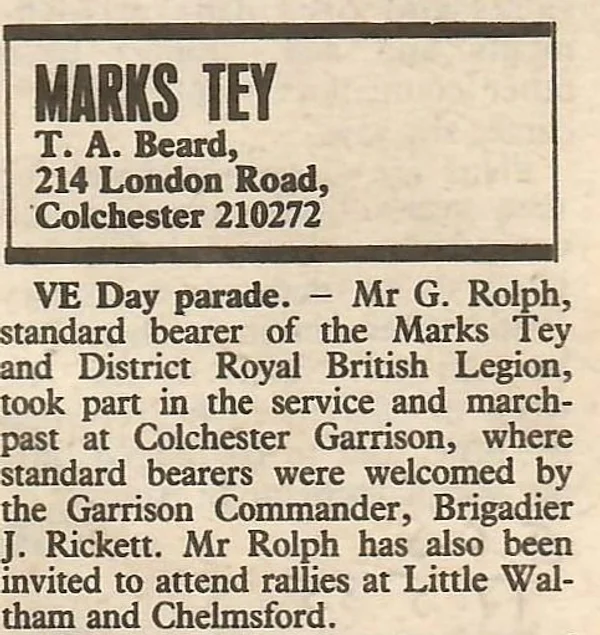 MARKS TEY
T. A. Beard,
214 London Road,
Colchester 210272
VE Day parade. — Mr G. Rolph,
standard bearer of the Marks Tey
and District Royal British Legion,
took part in the service and march-
past at Colchester Garrison, where
standard bearers were welcomed by
the Garrison Commander, Brigadier
J. Rickett. Mr Rolph has also been
invited to attend rallies at Little Wal-
tham and Chelmsford.